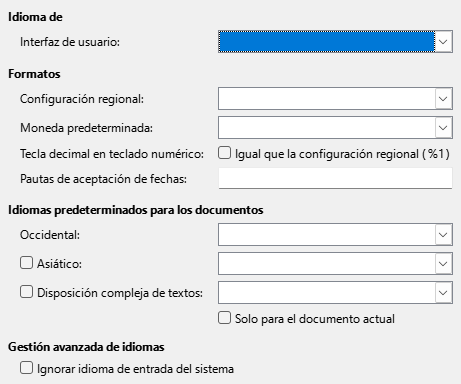 Idioma de
Interfaz de usuario:
Formatos
Configuración regional:
Moneda predeterminada:
Tecla decimal en teclado numérico: Igual que la configuración regional ( %1 )
Pautas de aceptación de fechas:
Idiomas predeterminados para los documentos
Occidental:
Asiático:
Disposición compleja de textos:
Solo para el documento actual
Gestión avanzada de idiomas
Ignorar idioma de entrada del sistema